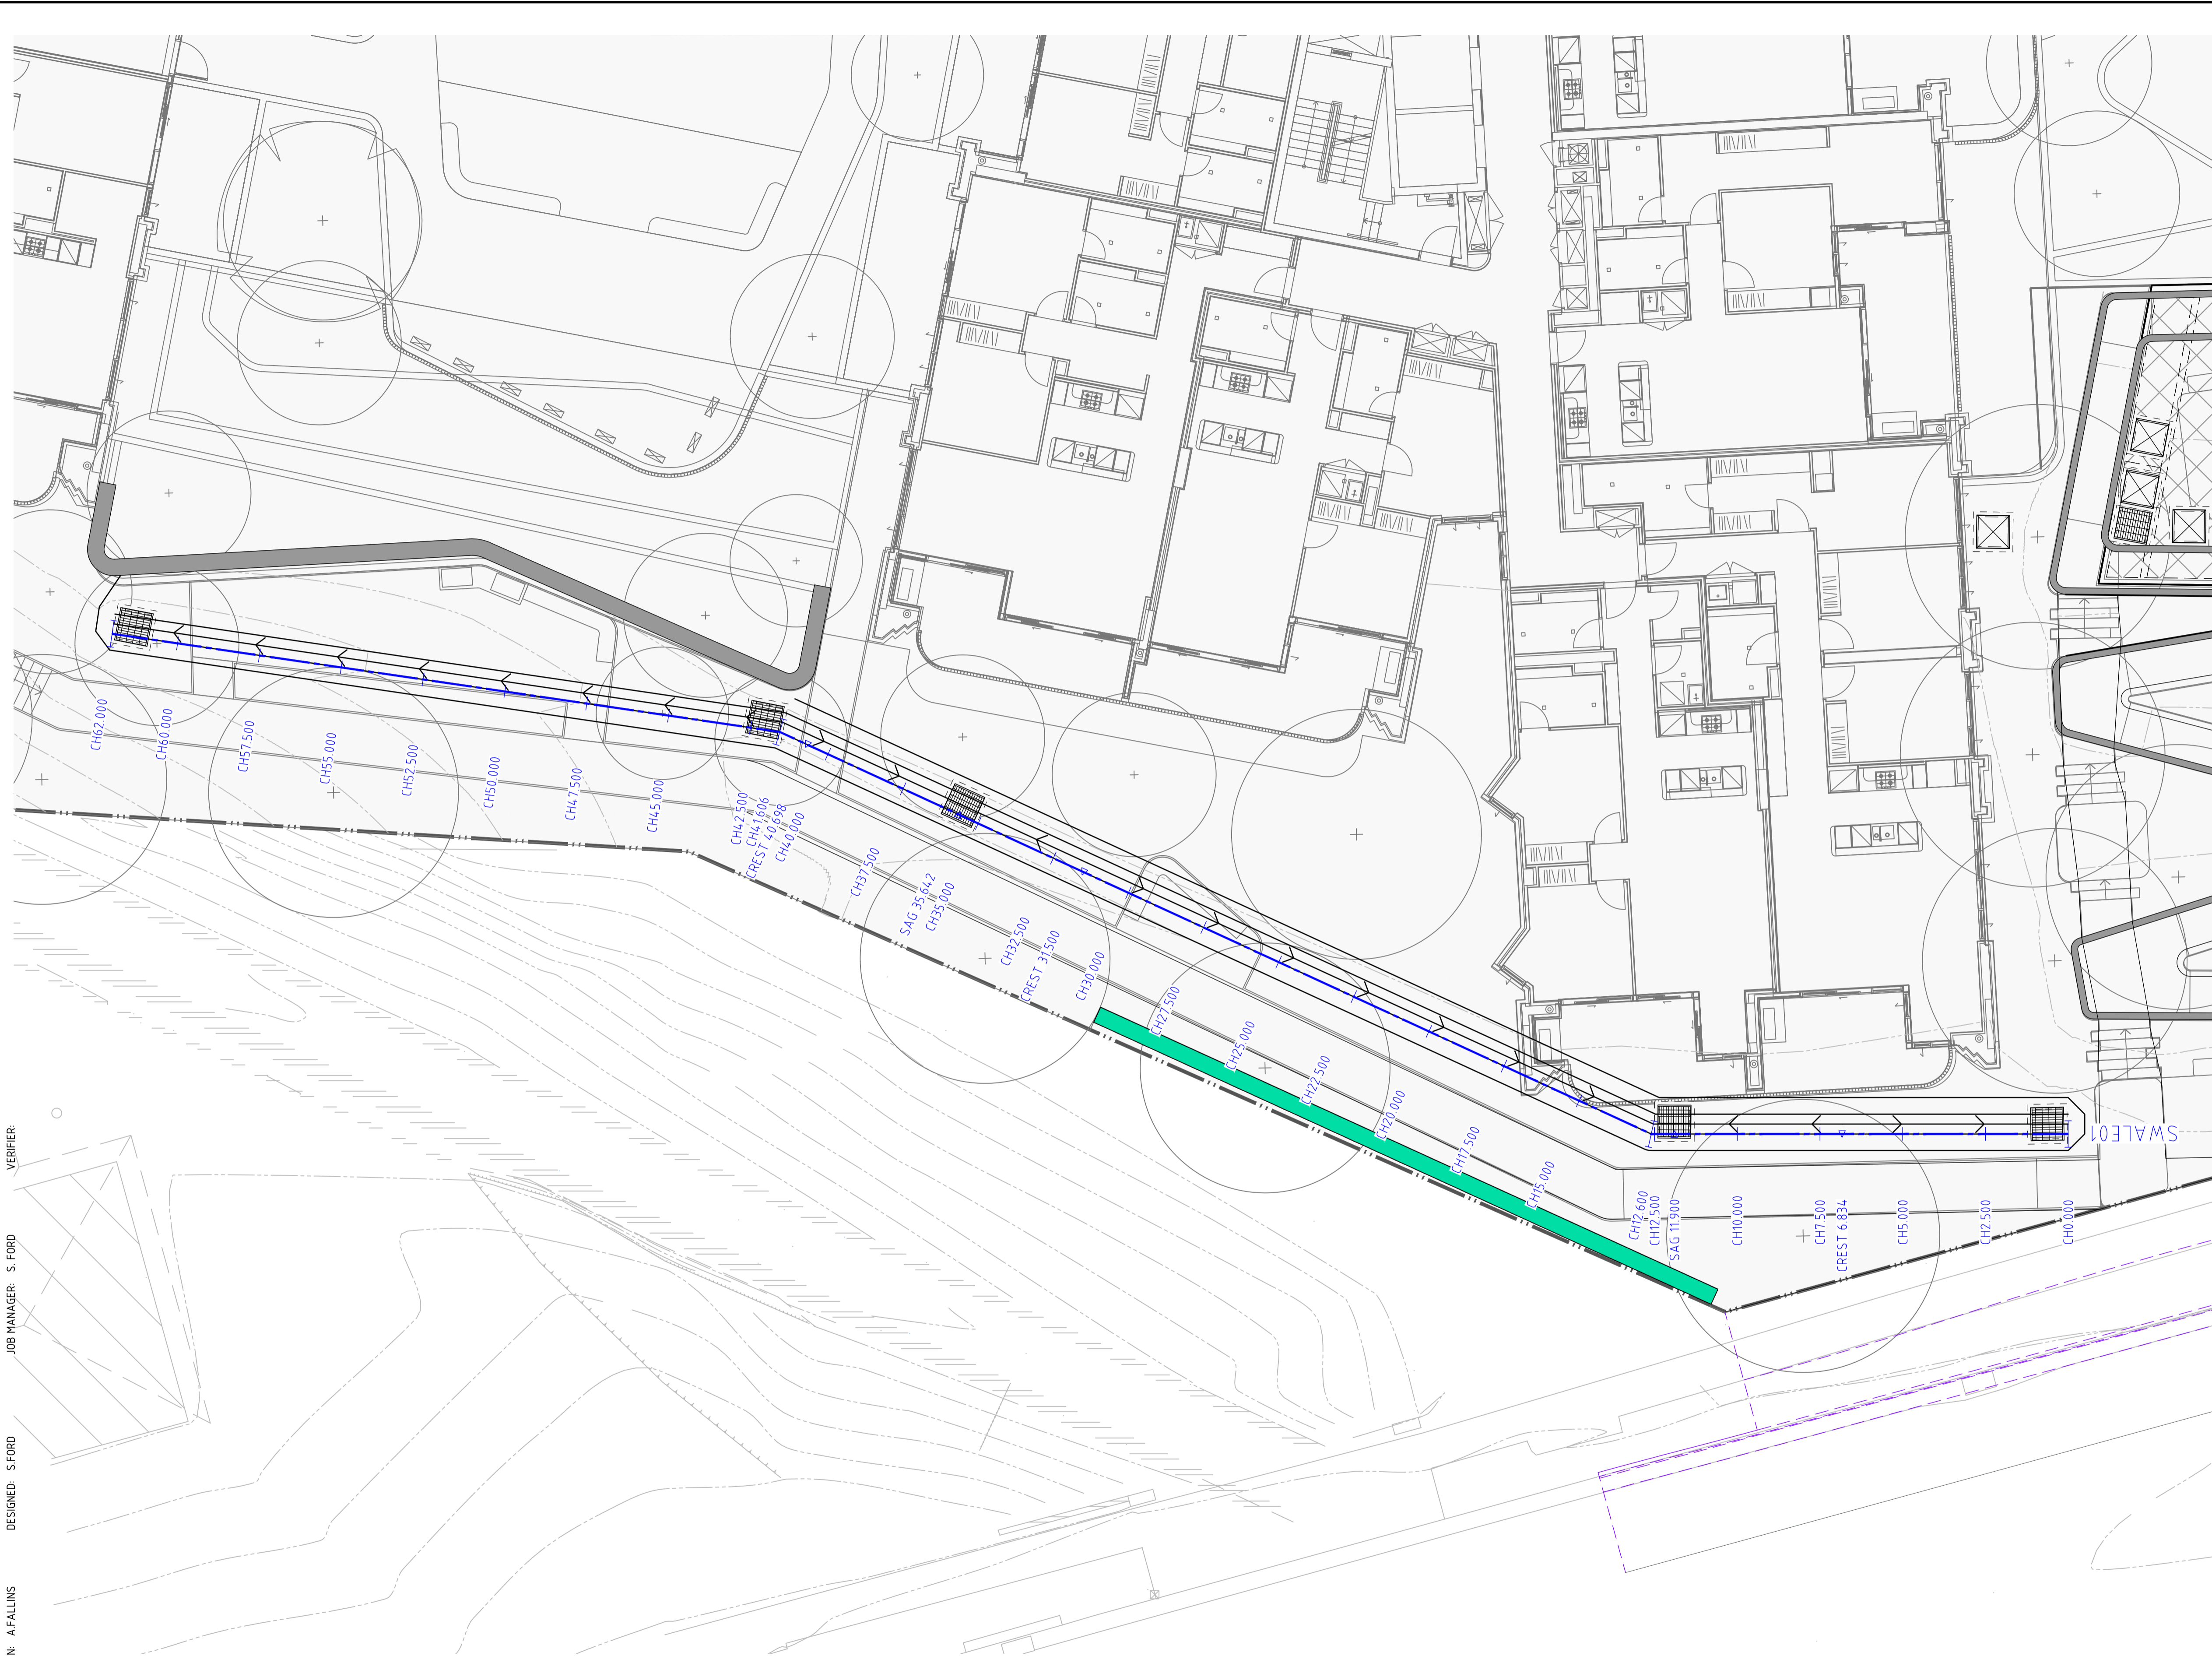 CH62.000
CH60.000
CH57.500
CH55.000
CH52.500
CH50.000
CH47.500
CH45.000
CH42.500
CH41.606
CREST 40.698
CH40.000
CH37.500
SAG 35.642
CH35.000
CH32.500
CREST 31.500
CH30.000
CH27.500
CH25.000
CH22.500
CH20.000
CH17.500
CH15.000
CH12.600
CH12.500
SAG 11.900
CH10.000
CH7.500
CREST 6.834
CH5.000
CH2.500
CH0.000
SWALE01
N: A.FALLINS DESIGNED: S.FORD JOB MANAGER: S. FORD VERIFIER: